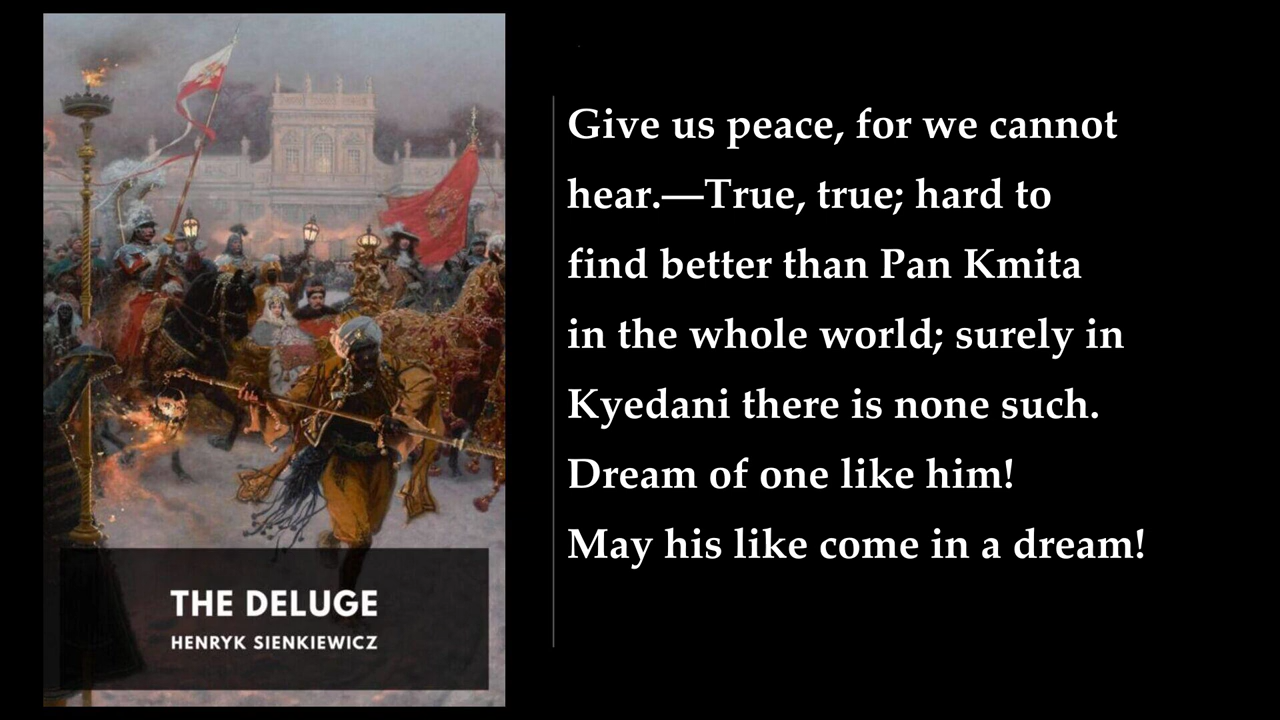 Give us peace, for we cannot
hear.—True, true; hard to
find better than Pan Kmita
in the whole world; surely in
Kyedani there is none such.
Dream of one like him!
May his like come in a dream!
THE DELUGE
HENRYK SIENKIEWICZ